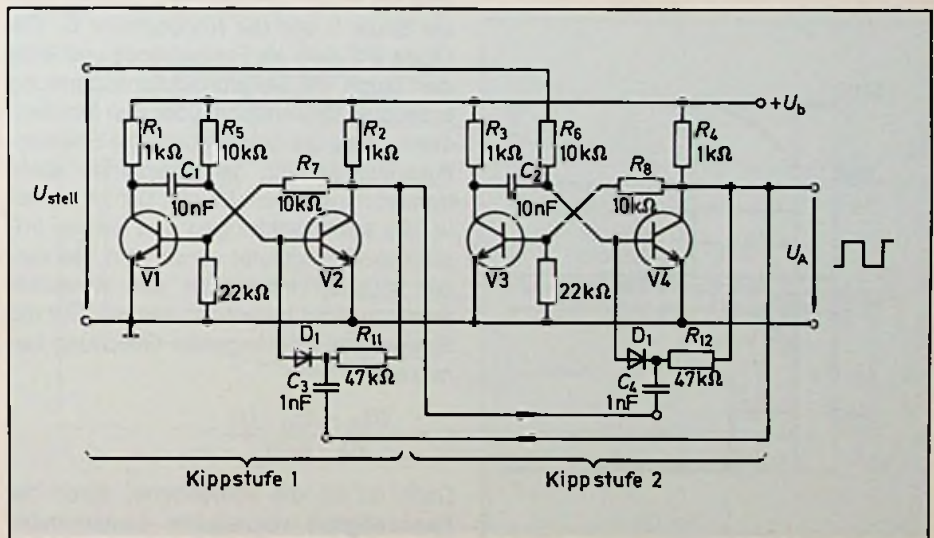 +U_b
R1 1kΩ
R5 10kΩ
R2 1kΩ
R3 1kΩ
R6 10kΩ
R4 1kΩ
C1 10nF
R7 10kΩ
C2 10nF
R8 10kΩ
U_stell
V1
V2
V3
V4
U_A
22kΩ
22kΩ
D1
R11
47kΩ
C3
1nF
D1
R12
47kΩ
C4
1nF
Kippstufe 1
Kippstufe 2